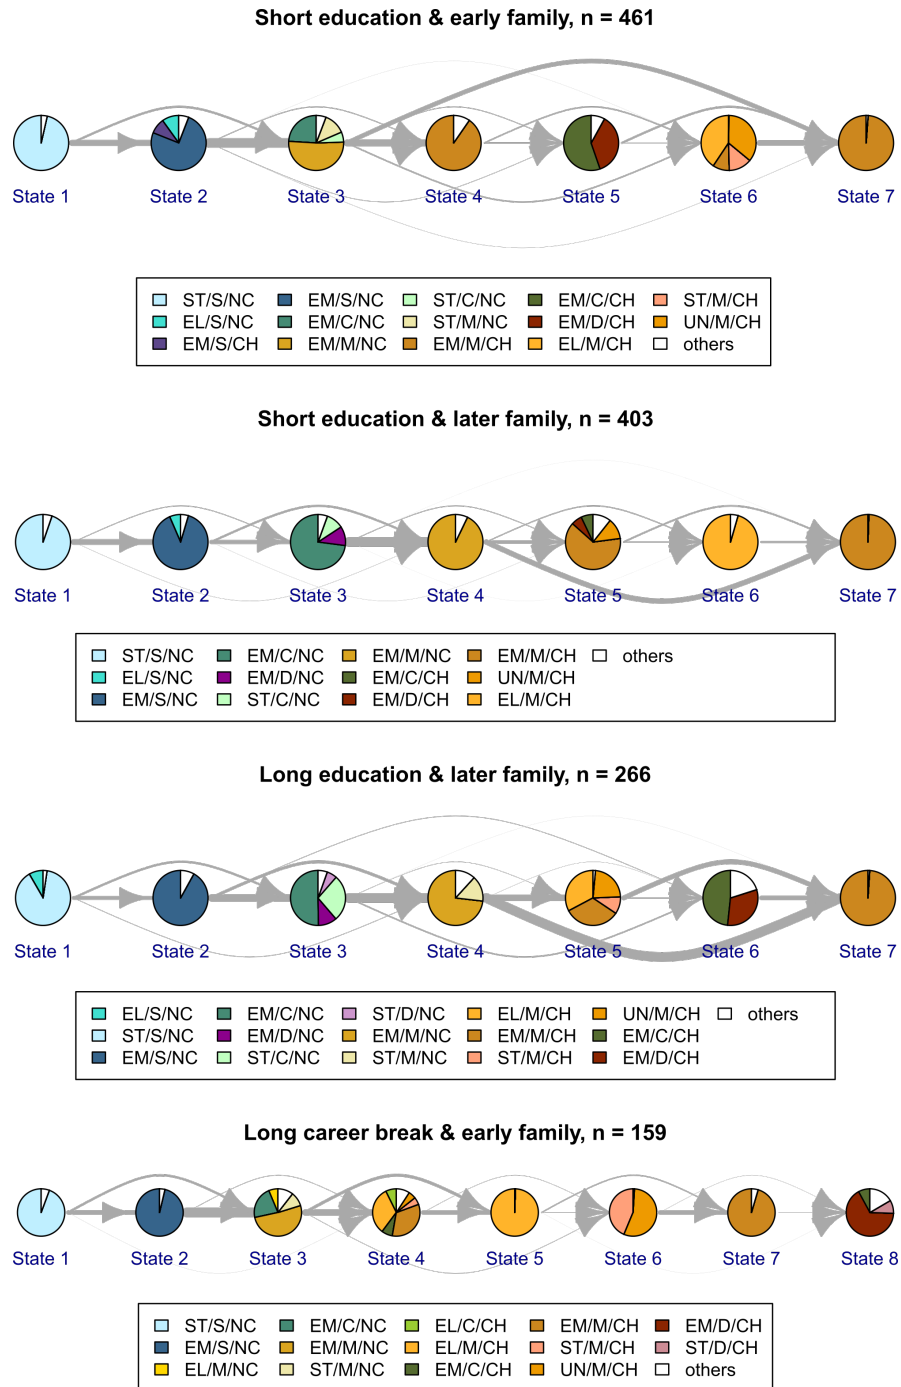 Short education & early family, n = 461
State 1 State 2 State 3 State 4 State 5 State 6 State 7
ST/S/NC EM/S/NC ST/C/NC EM/C/CH ST/M/CH
EL/S/NC EM/C/NC ST/M/NC EM/D/CH UN/M/CH
EM/S/CH EM/M/NC EM/M/CH EL/M/CH others
Short education & later family, n = 403
State 1 State 2 State 3 State 4 State 5 State 6 State 7
ST/S/NC EM/C/NC EM/M/NC EM/M/CH others
EL/S/NC EM/D/NC EM/C/CH UN/M/CH
EM/S/NC ST/C/NC EM/D/CH EL/M/CH
Long education & later family, n = 266
State 1 State 2 State 3 State 4 State 5 State 6 State 7
EL/S/NC EM/C/NC ST/D/NC EL/M/CH UN/M/CH others
ST/S/NC EM/D/NC EM/M/NC EM/M/CH EM/C/CH
EM/S/NC ST/C/NC ST/M/NC ST/M/CH EM/D/CH
Long career break & early family, n = 159
State 1 State 2 State 3 State 4 State 5 State 6 State 7 State 8
ST/S/NC EM/C/NC EL/C/CH EM/M/CH EM/D/CH
EM/S/NC EM/M/NC EL/M/CH ST/M/CH ST/D/CH
EL/M/NC ST/M/NC EM/C/CH UN/M/CH others